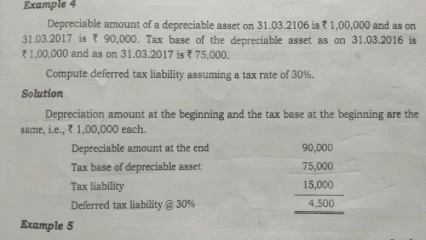 Example 4
Depreciable amount of a depreciable asset on 31.03.2106 is ₹ 1,00,000 and as on
31.03.2017 is ₹ 90,000. Tax base of the depreciable asset as on 31.03.2016 is
₹ 1,00,000 and as on 31.03.2017 is ₹ 75,000.
Compute deferred tax liability assuming a tax rate of 30%.
Solution
Depreciation amount at the beginning and the tax base at the beginning are the
same, i.e., ₹ 1,00,000 each.
Depreciable amount at the end 90,000
Tax base of depreciable asset 75,000
Tax liability 15,000
Deferred tax liability @ 30% 4,500
Example 5